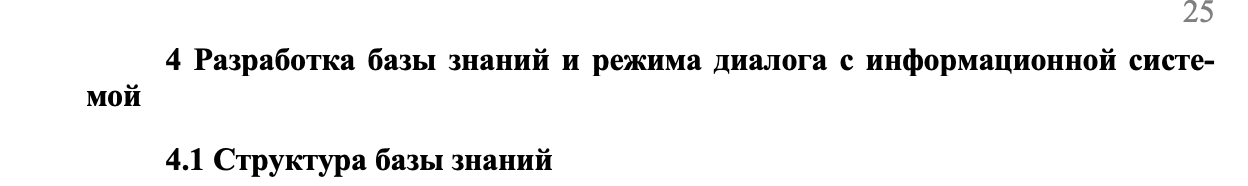 25
4 Разработка базы знаний и режима диалога с информационной систе-
мой
4.1 Структура базы знаний